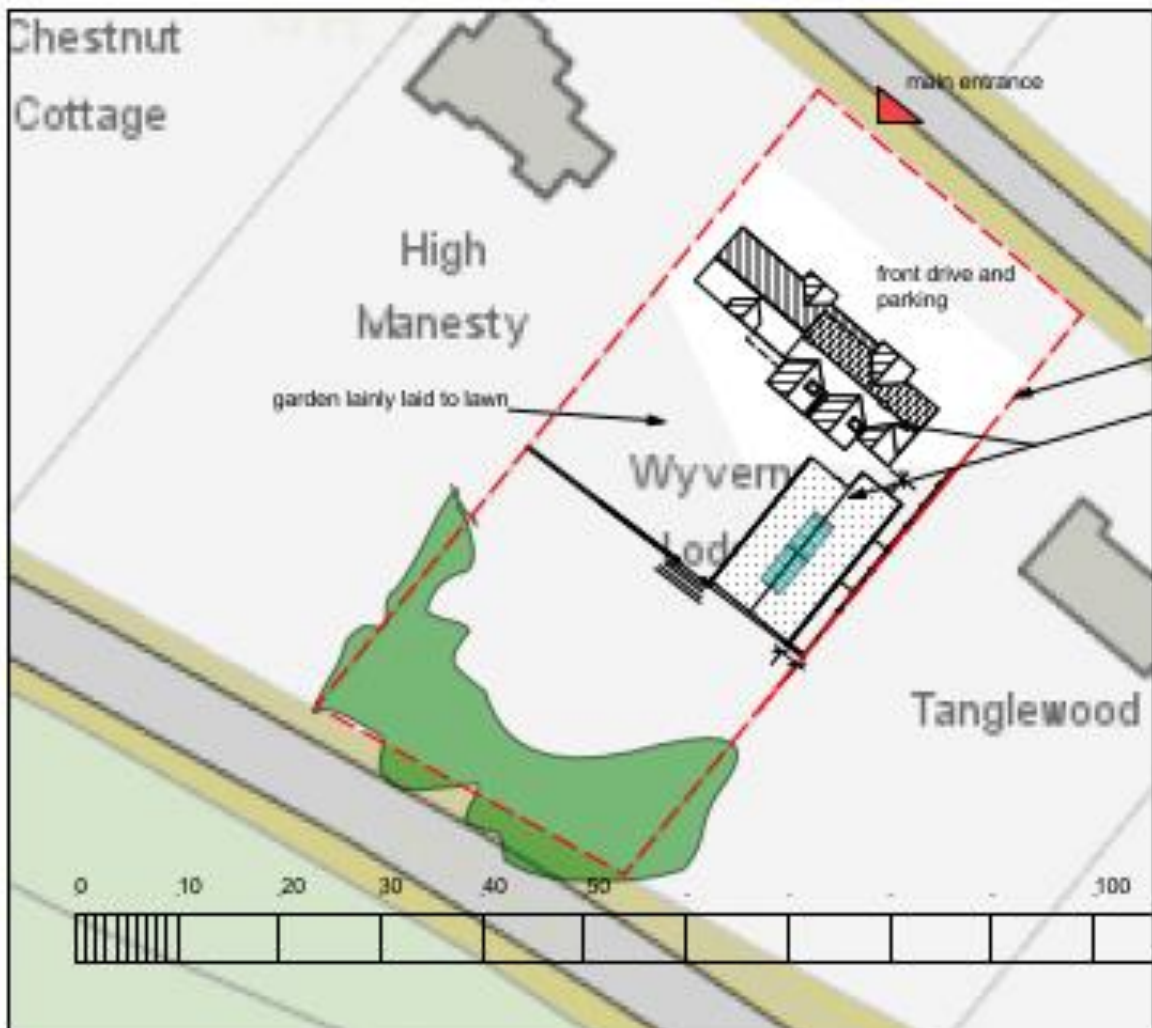 Chestnut
Cottage
main entrance
High
Manesty
front drive and
parking
garden lainly laid to lawn
Wyvern
Lod
Tanglewood
0 10 20 30 40 50 100